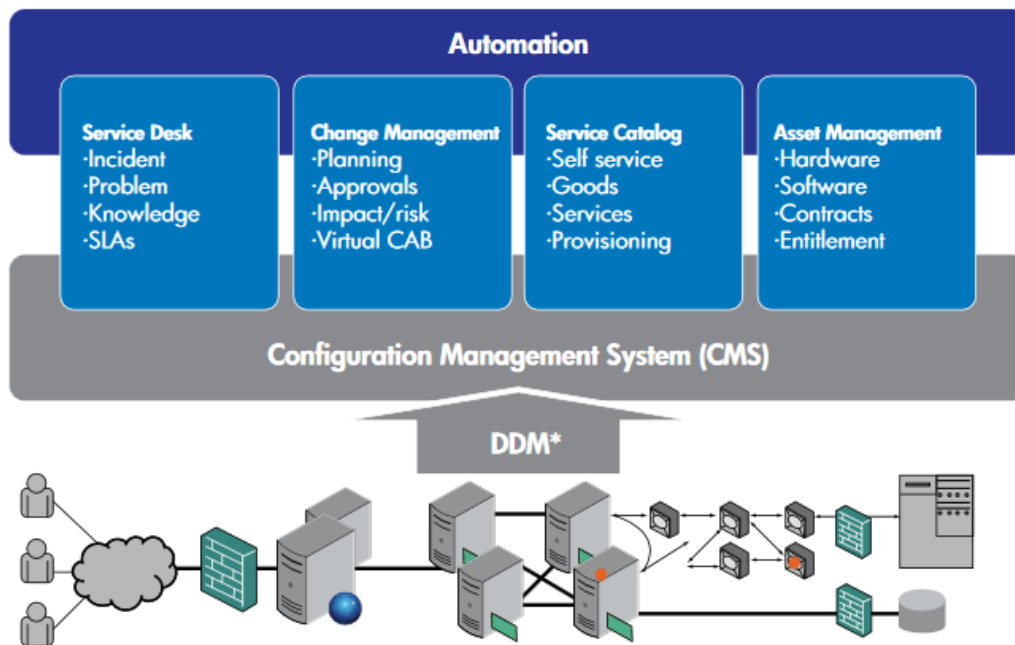 Automation
Service Desk
·Incident
·Problem
·Knowledge
·SLAs
Change Management
·Planning
·Approvals
·Impact/risk
·Virtual CAB
Service Catalog
·Self service
·Goods
·Services
·Provisioning
Asset Management
·Hardware
·Software
·Contracts
·Entitlement
Configuration Management System (CMS)
DDM*